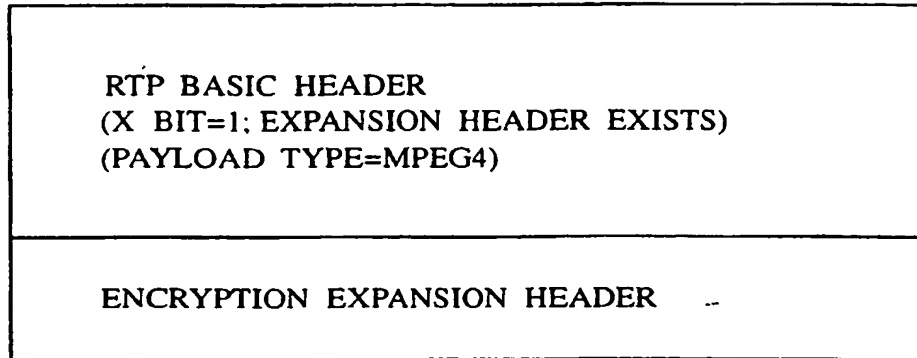 RTP BASIC HEADER
(X BIT=1; EXPANSION HEADER EXISTS)
(PAYLOAD TYPE=MPEG4)
ENCRYPTION EXPANSION HEADER